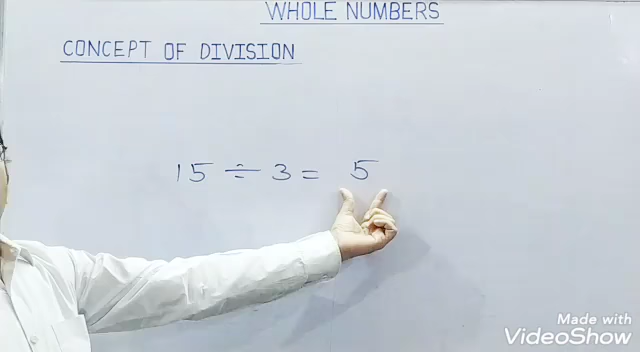 WHOLE NUMBERS
CONCEPT OF DIVISION
15 ÷ 3 = 5
Made with
VideoShow